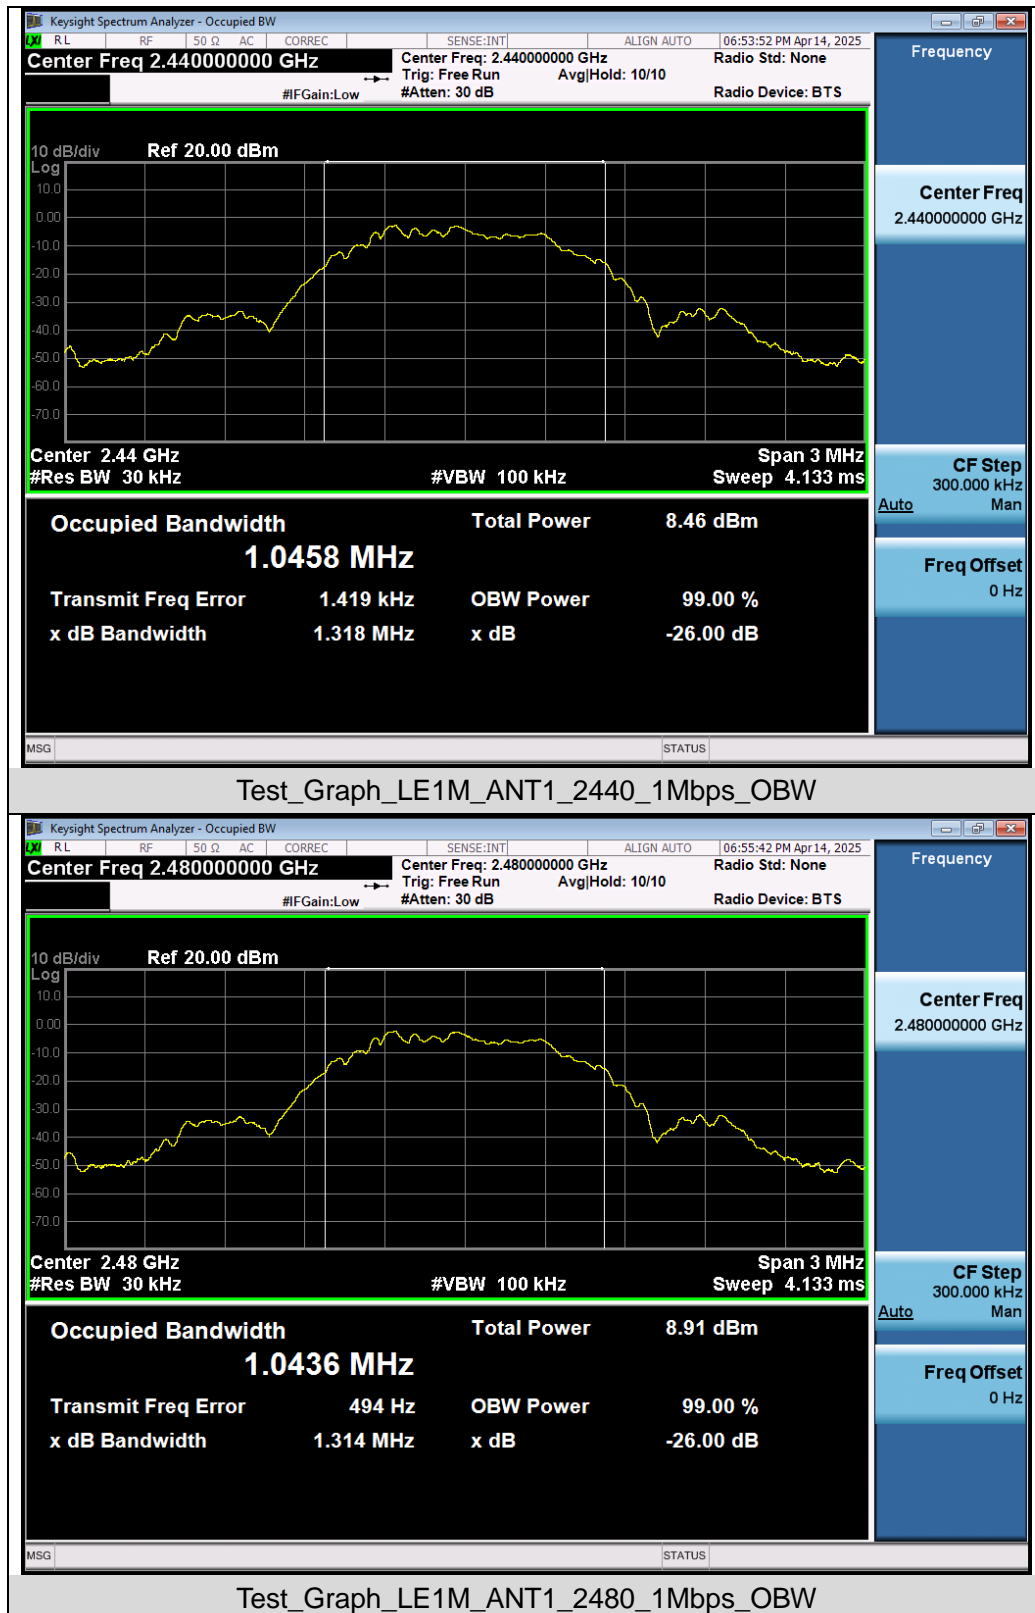 Keysight Spectrum Analyzer - Occupied BW
LXI RL RF 50 Ω AC CORREC SENSE:INT ALIGN AUTO 06:53:52 PM Apr 14, 2025
Center Freq 2.440000000 GHz Center Freq: 2.440000000 GHz Radio Std: None
Trig: Free Run Avg|Hold: 10/10
#IFGain:Low #Atten: 30 dB Radio Device: BTS
Frequency
10 dB/div Ref 20.00 dBm
Log
10.0
0.00
-10.0
-20.0
-30.0
-40.0
-50.0
-60.0
-70.0
Center 2.44 GHz Span 3 MHz
#Res BW 30 kHz #VBW 100 kHz Sweep 4.133 ms
Center Freq
2.440000000 GHz
CF Step
300.000 kHz
Auto Man
Freq Offset
0 Hz
Occupied Bandwidth Total Power 8.46 dBm
1.0458 MHz
Transmit Freq Error 1.419 kHz OBW Power 99.00 %
x dB Bandwidth 1.318 MHz x dB -26.00 dB
MSG STATUS
Test_Graph_LE1M_ANT1_2440_1Mbps_OBW
Keysight Spectrum Analyzer - Occupied BW
LXI RL RF 50 Ω AC CORREC SENSE:INT ALIGN AUTO 06:55:42 PM Apr 14, 2025
Center Freq 2.480000000 GHz Center Freq: 2.480000000 GHz Radio Std: None
Trig: Free Run Avg|Hold: 10/10
#IFGain:Low #Atten: 30 dB Radio Device: BTS
Frequency
10 dB/div Ref 20.00 dBm
Log
10.0
0.00
-10.0
-20.0
-30.0
-40.0
-50.0
-60.0
-70.0
Center 2.48 GHz Span 3 MHz
#Res BW 30 kHz #VBW 100 kHz Sweep 4.133 ms
Center Freq
2.480000000 GHz
CF Step
300.000 kHz
Auto Man
Freq Offset
0 Hz
Occupied Bandwidth Total Power 8.91 dBm
1.0436 MHz
Transmit Freq Error 494 Hz OBW Power 99.00 %
x dB Bandwidth 1.314 MHz x dB -26.00 dB
MSG STATUS
Test_Graph_LE1M_ANT1_2480_1Mbps_OBW